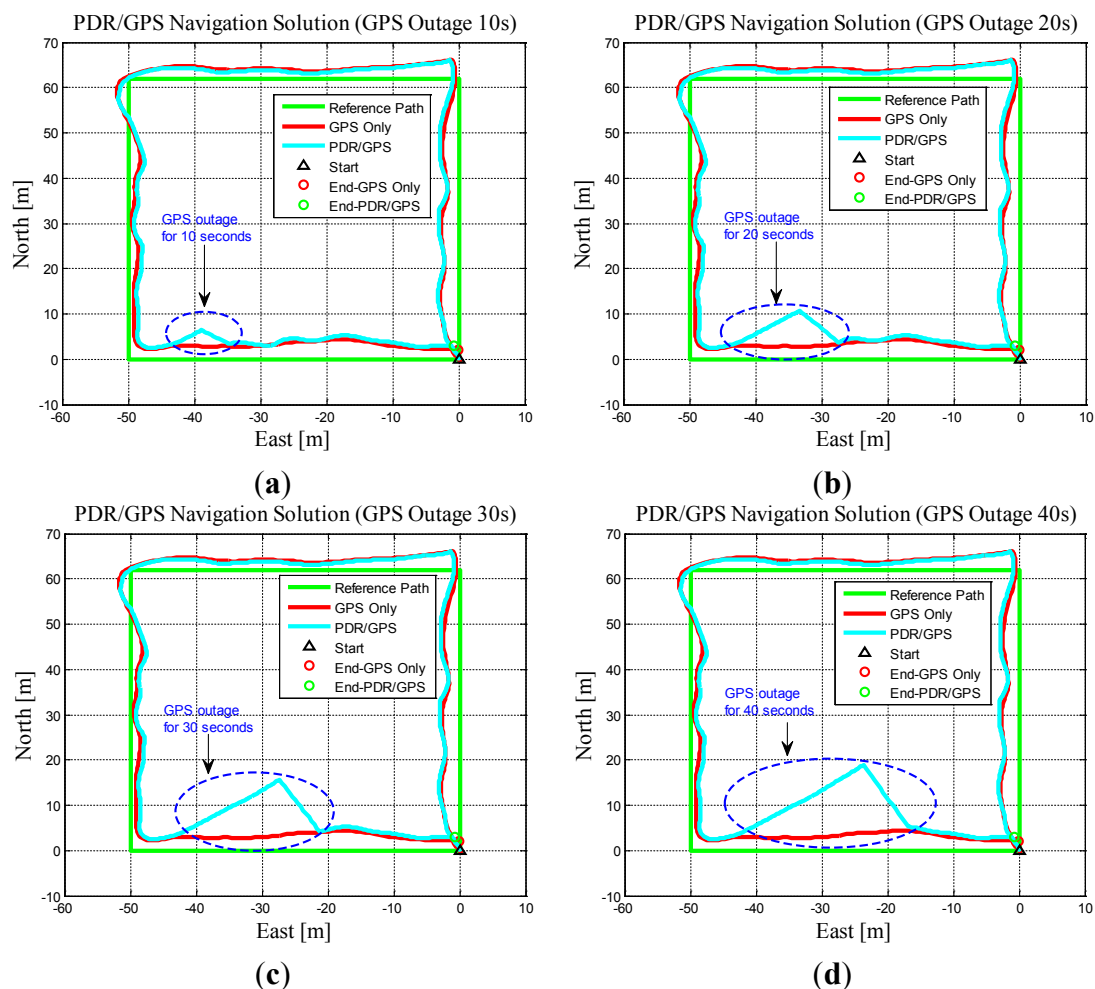 PDR/GPS Navigation Solution (GPS Outage 10s)
70
60
50
40
30
20
10
0
-10
North [m]
Reference Path
GPS Only
PDR/GPS
Start
End-GPS Only
End-PDR/GPS
GPS outage
for 10 seconds
-60 -50 -40 -30 -20 -10 0 10
East [m]
(a)
PDR/GPS Navigation Solution (GPS Outage 20s)
70
60
50
40
30
20
10
0
-10
North [m]
Reference Path
GPS Only
PDR/GPS
Start
End-GPS Only
End-PDR/GPS
GPS outage
for 20 seconds
-60 -50 -40 -30 -20 -10 0 10
East [m]
(b)
PDR/GPS Navigation Solution (GPS Outage 30s)
70
60
50
40
30
20
10
0
-10
North [m]
Reference Path
GPS Only
PDR/GPS
Start
End-GPS Only
End-PDR/GPS
GPS outage
for 30 seconds
-60 -50 -40 -30 -20 -10 0 10
East [m]
(c)
PDR/GPS Navigation Solution (GPS Outage 40s)
70
60
50
40
30
20
10
0
-10
North [m]
Reference Path
GPS Only
PDR/GPS
Start
End-GPS Only
End-PDR/GPS
GPS outage
for 40 seconds
-60 -50 -40 -30 -20 -10 0 10
East [m]
(d)